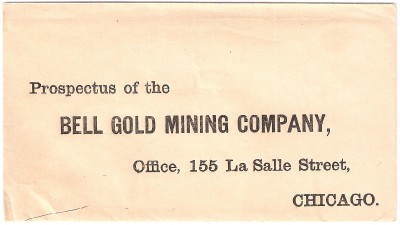 Prospectus of the
BELL GOLD MINING COMPANY,
Office, 155 La Salle Street,
CHICAGO.